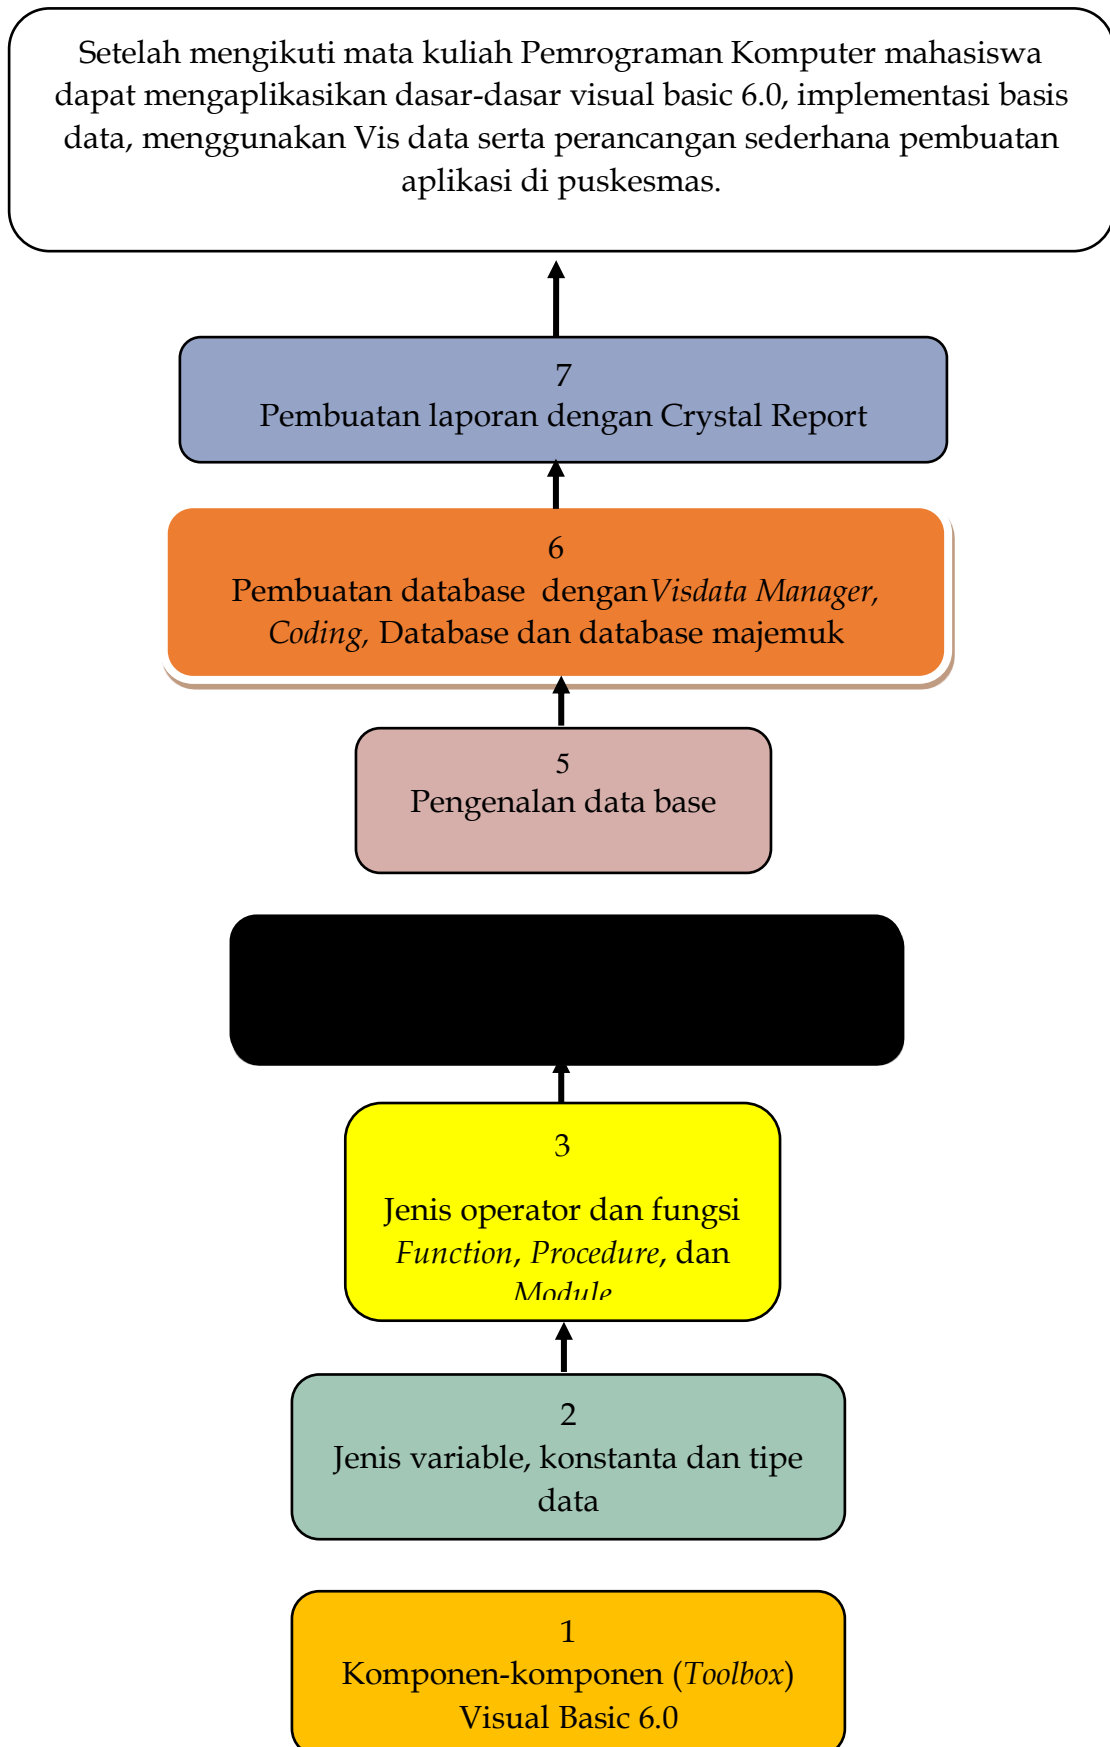 Setelah mengikuti mata kuliah Pemrograman Komputer mahasiswa
dapat mengaplikasikan dasar-dasar visual basic 6.0, implementasi basis
data, menggunakan Vis data serta perancangan sederhana pembuatan
aplikasi di puskesmas.
7
Pembuatan laporan dengan Crystal Report
6
Pembuatan database dengan Visdata Manager,
Coding, Database dan database majemuk
5
Pengenalan data base
3
Jenis operator dan fungsi
Function, Procedure, dan
Module
2
Jenis variable, konstanta dan tipe
data
1
Komponen-komponen (Toolbox)
Visual Basic 6.0